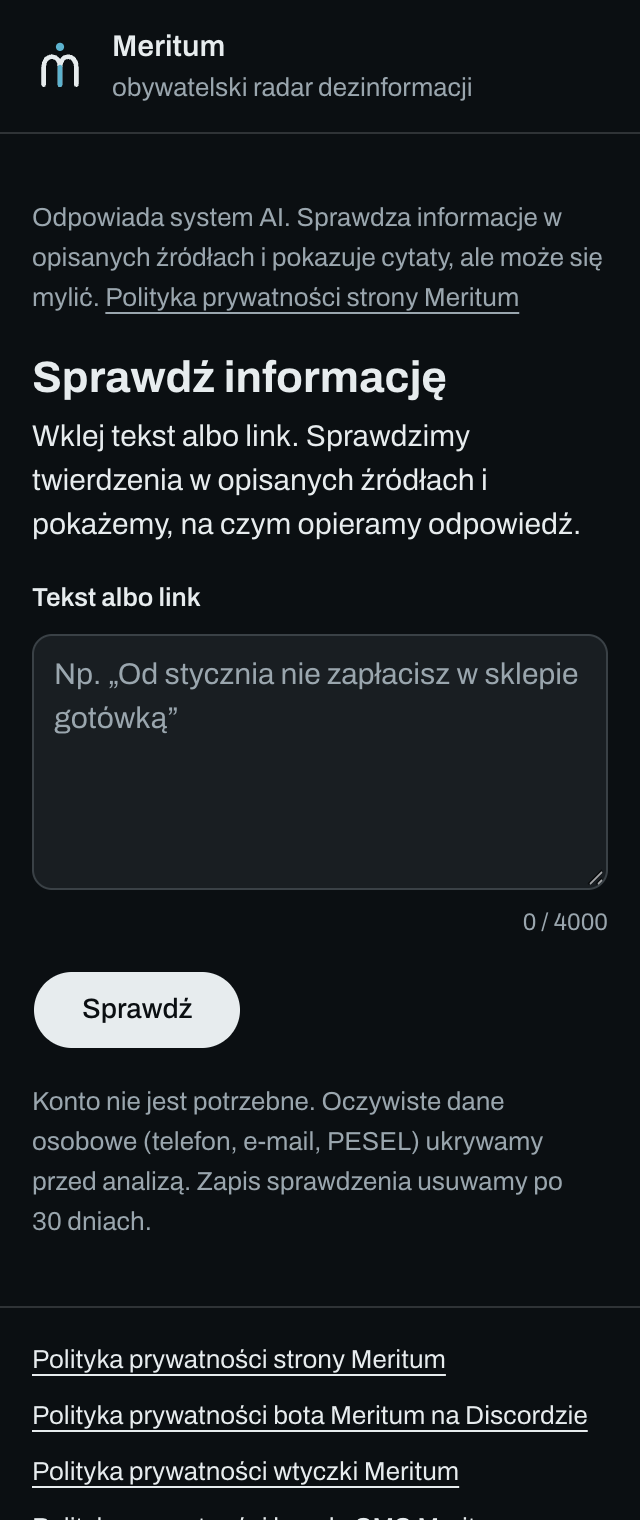 Meritum
obywatelski radar dezinformacji
Odpowiada system AI. Sprawdza informacje w
opisanych źródłach i pokazuje cytaty, ale może się
mylić. Polityka prywatności strony Meritum
Sprawdź informację
Wklej tekst albo link. Sprawdzimy
twierdzenia w opisanych źródłach i
pokażemy, na czym opieramy odpowiedź.
Tekst albo link
Np. „Od stycznia nie zapłacisz w sklepie
gotówką”
0 / 4000
Sprawdź
Konto nie jest potrzebne. Oczywiste dane
osobowe (telefon, e-mail, PESEL) ukrywamy
przed analizą. Zapis sprawdzenia usuwamy po
30 dniach.
Polityka prywatności strony Meritum
Polityka prywatności bota Meritum na Discordzie
Polityka prywatności wtyczki Meritum